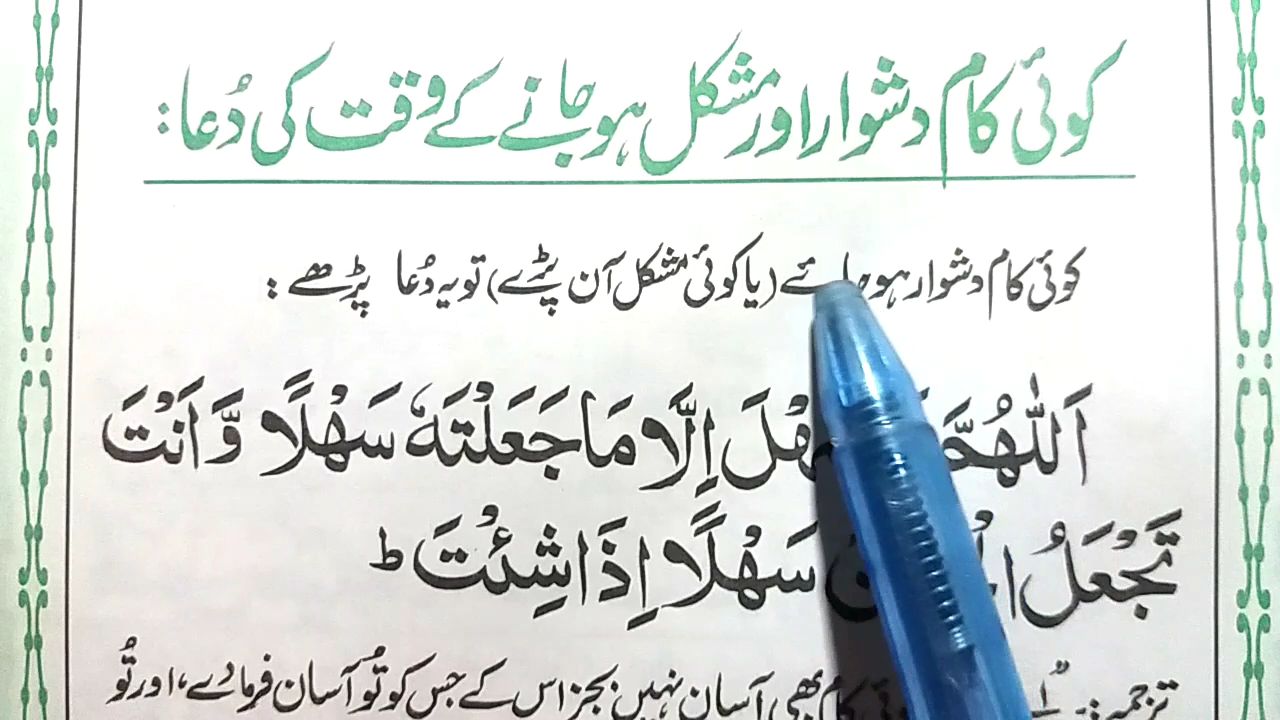 کوئی کام دشوار اور مشکل ہو جانے کے وقت کی دُعا:
کوئی کام دشوار ہو جائے (یا کوئی مشکل آن پڑے) تو یہ دُعا پڑھے:
اَللّٰهُمَّ اِلَّا مَا جَعَلْتَهٗ سَهْلًا وَّ اَنْتَ
تَجْعَلُ سَهْلًا اِذَا شِئْتَ ط
ترجمہ: کام بھی آسان نہیں بجز اس کے جس کو تُو آسان فرما دے، اور تُو